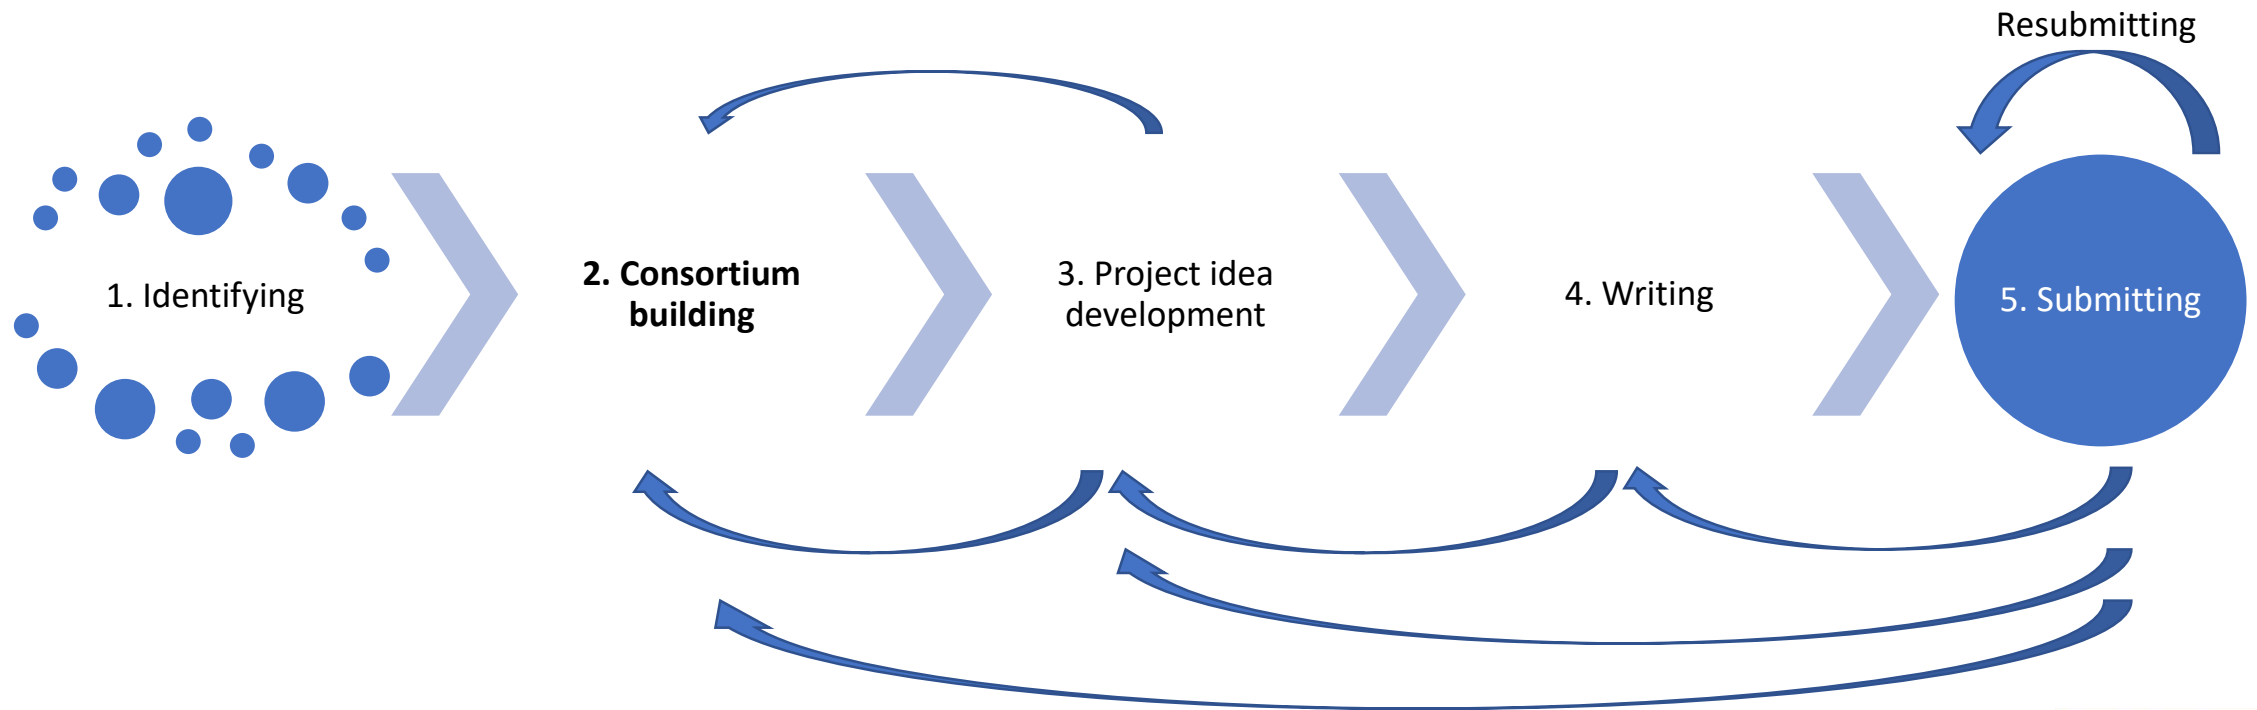 Resubmitting
1. Identifying
2. Consortium
building
3. Project idea
development
4. Writing
5. Submitting